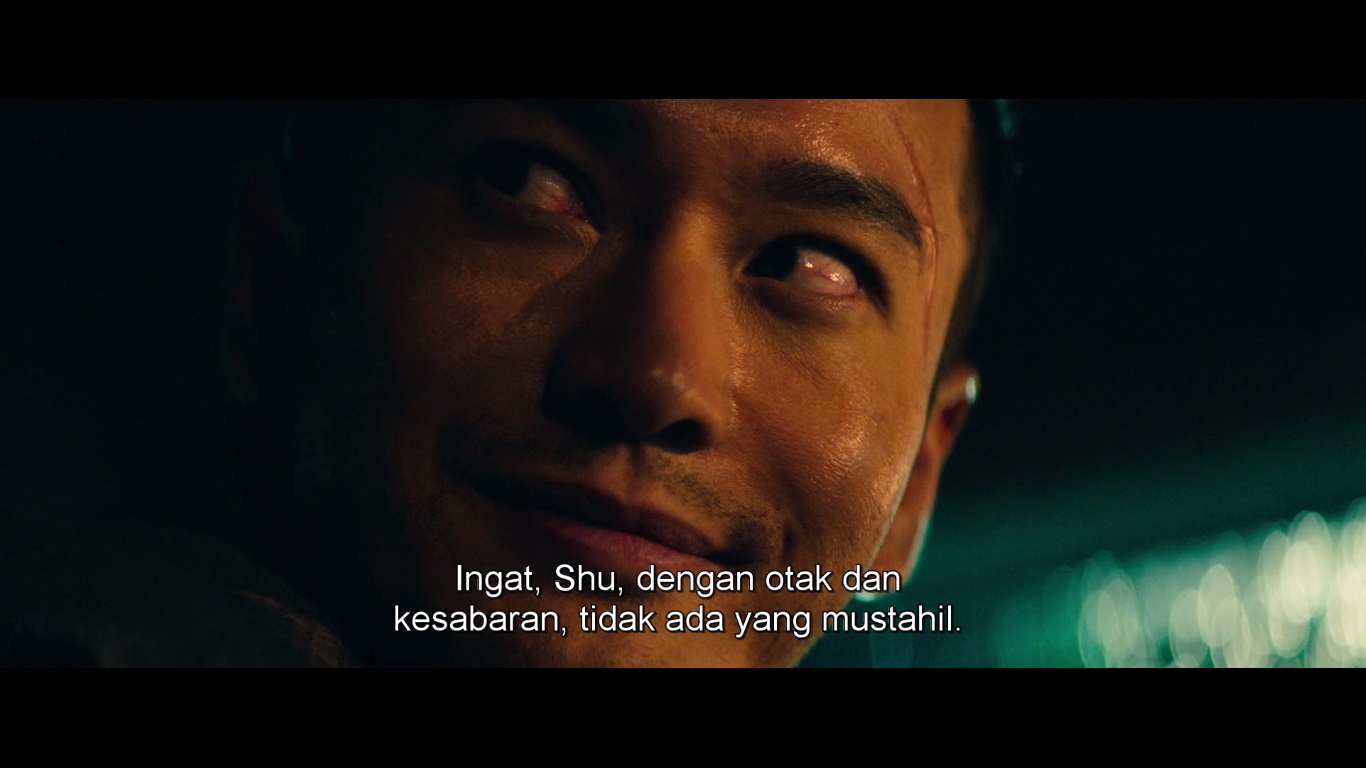 Ingat, Shu, dengan otak dan
kesabaran, tidak ada yang mustahil.